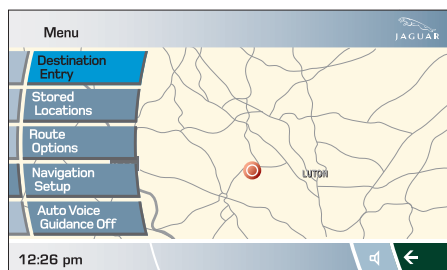 Menu
JAGUAR
Destination
Entry
Stored
Locations
Route
Options
Navigation
Setup
Auto Voice
Guidance Off
LUTON
12:26 pm